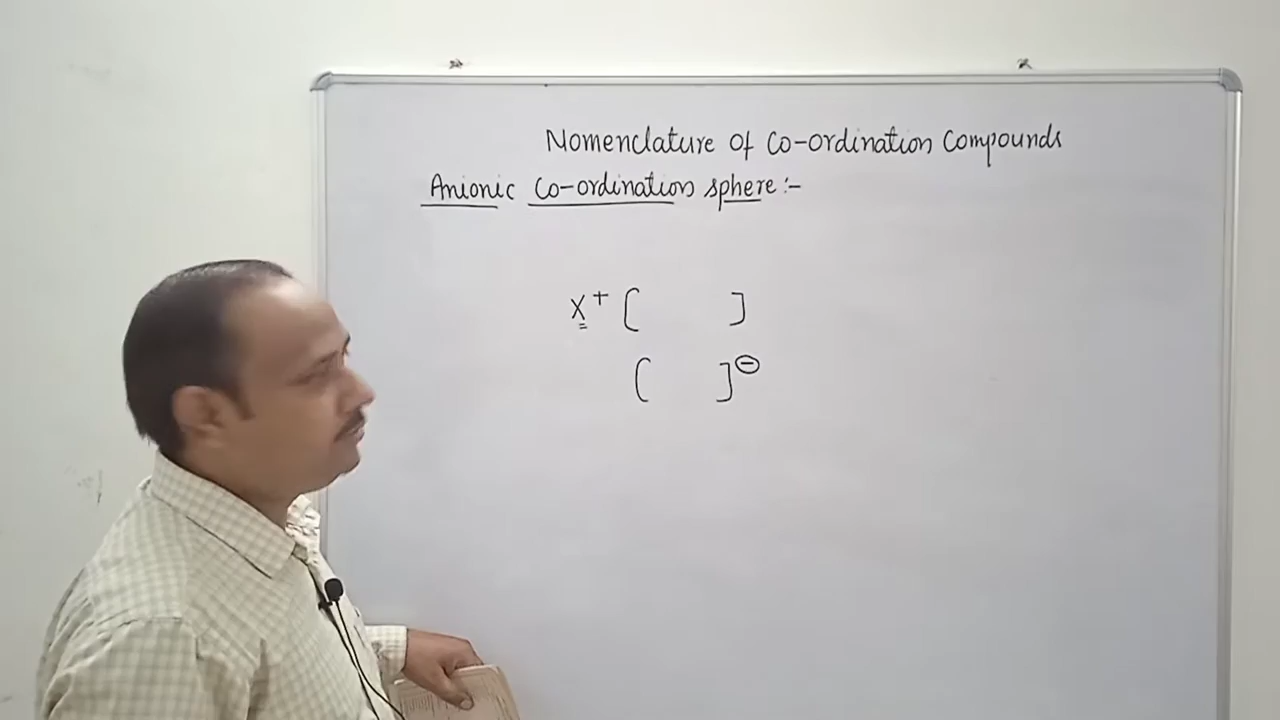 Nomenclature of Co-ordination Compounds
Anionic Co-ordination sphere :-
X+ [ ]
[ ]⊖